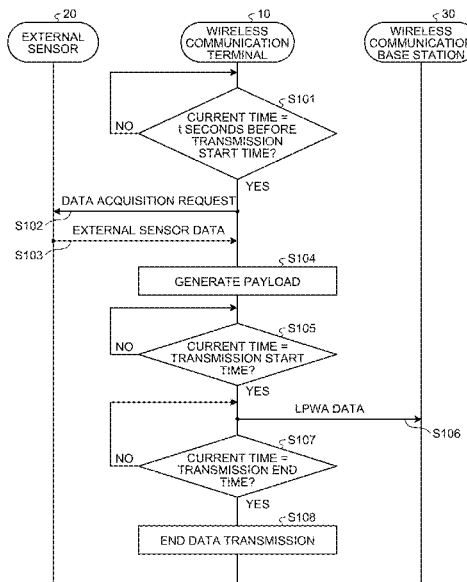 20
10
30
EXTERNAL
SENSOR
WIRELESS
COMMUNICATION
TERMINAL
WIRELESS
COMMUNICATION
BASE STATION
S101
CURRENT TIME =
t SECONDS BEFORE
TRANSMISSION
START TIME?
NO
YES
DATA ACQUISITION REQUEST
S102
EXTERNAL SENSOR DATA
S103
S104
GENERATE PAYLOAD
S105
CURRENT TIME =
TRANSMISSION START
TIME?
NO
YES
LPWA DATA
S106
S107
CURRENT TIME =
TRANSMISSION END
TIME?
NO
YES
S108
END DATA TRANSMISSION